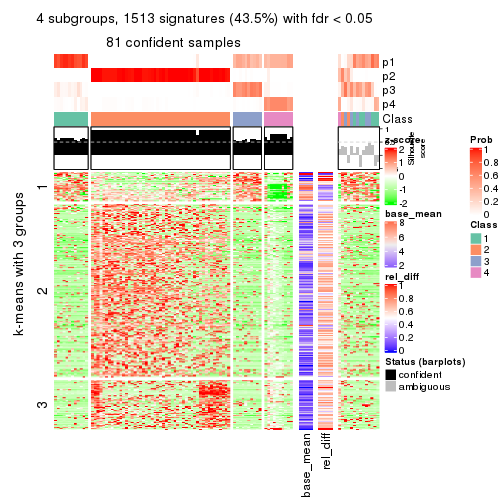 4 subgroups, 1513 signatures (43.5%) with fdr < 0.05
81 confident samples
p1
p2
p3
p4
Class
1
0.5
Silhouette
score
z-score
2
1
0
-1
-2
base_mean
8
6
4
2
rel_diff
1
0.8
0.6
0.4
0.2
0
Status (barplots)
confident
ambiguous
Prob
1
0.8
0.6
0.4
0.2
0
Class
1
2
3
4
k-means with 3 groups
1
2
3
base_mean
rel_diff